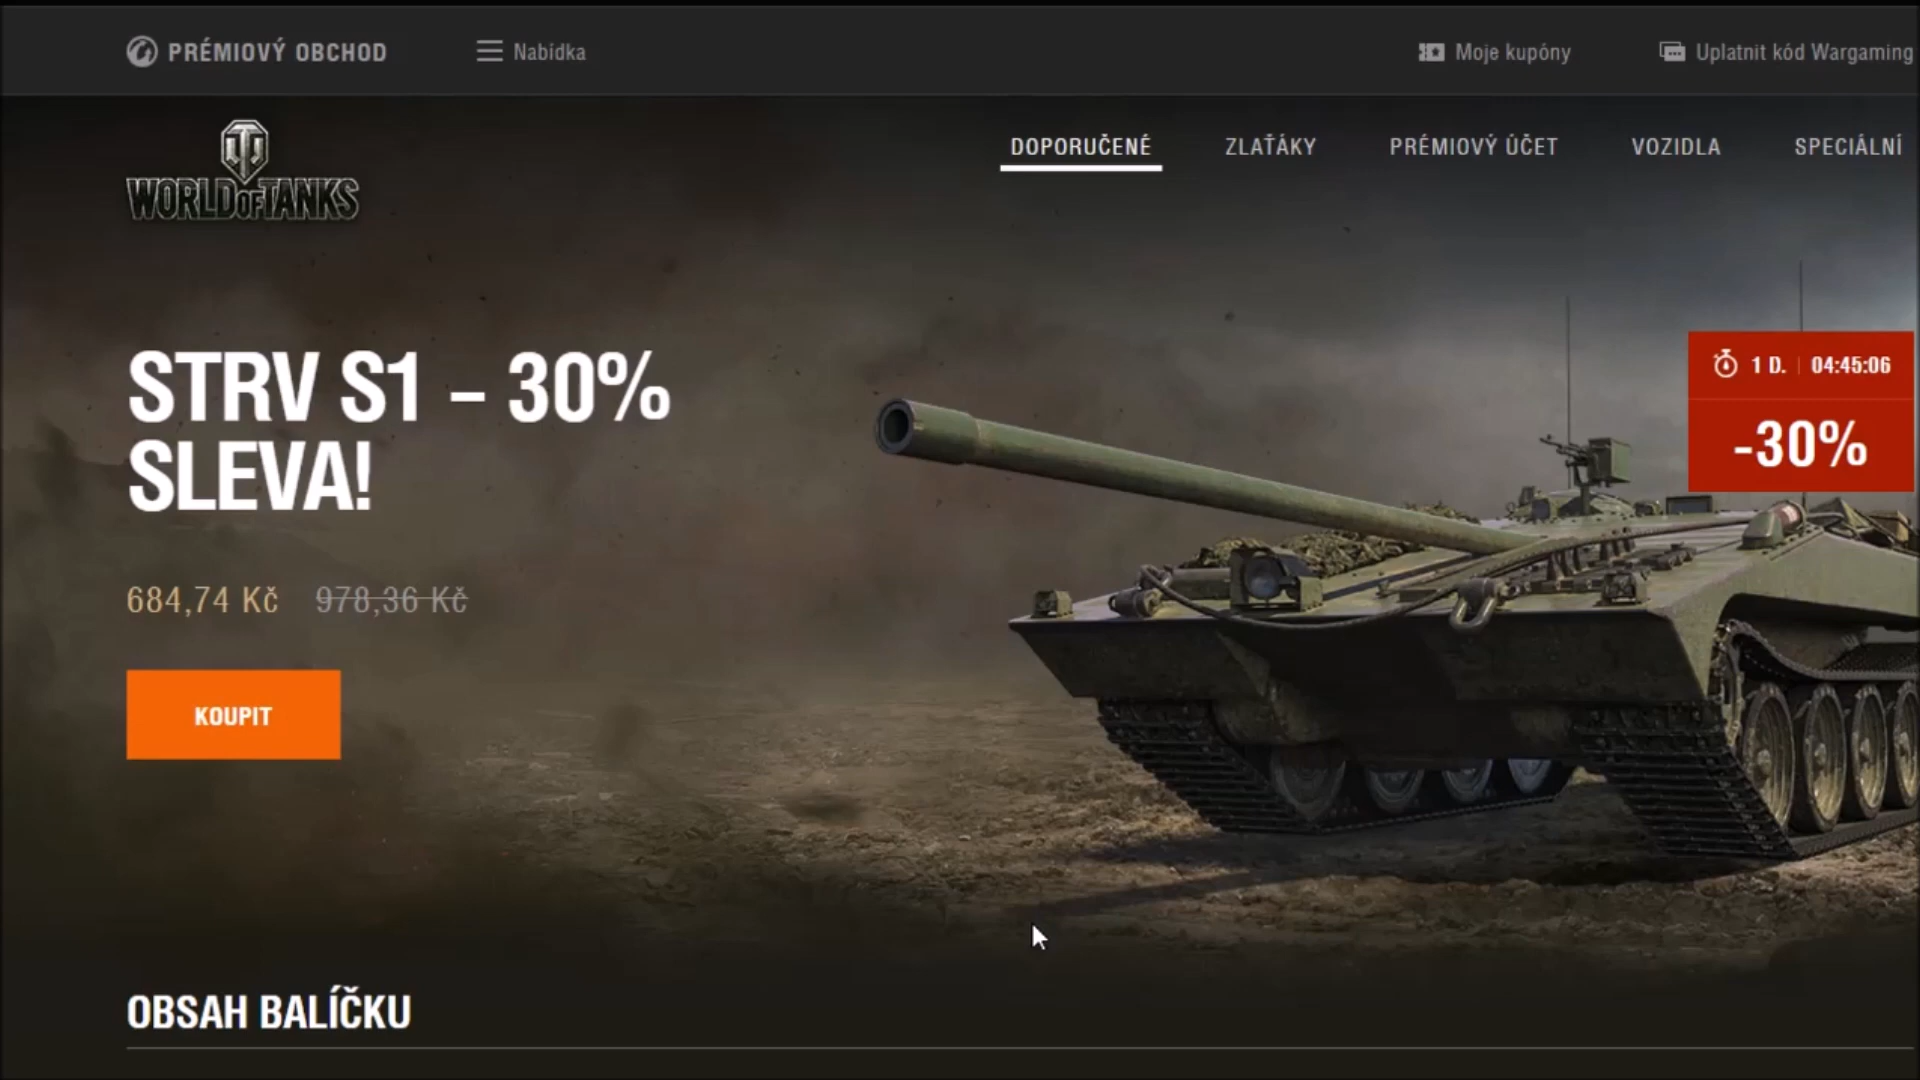 PRÉMIOVÝ OBCHOD
Nabídka
Moje kupóny
Uplatnit kód Wargaming
WORLD OF TANKS
DOPORUČENÉ
ZLAŤÁKY
PRÉMIOVÝ ÚČET
VOZIDLA
SPECIÁLNÍ
STRV S1 – 30%
SLEVA!
1 D. 04:45:06
-30%
684,74 Kč 978,36 Kč
KOUPIT
OBSAH BALÍČKU